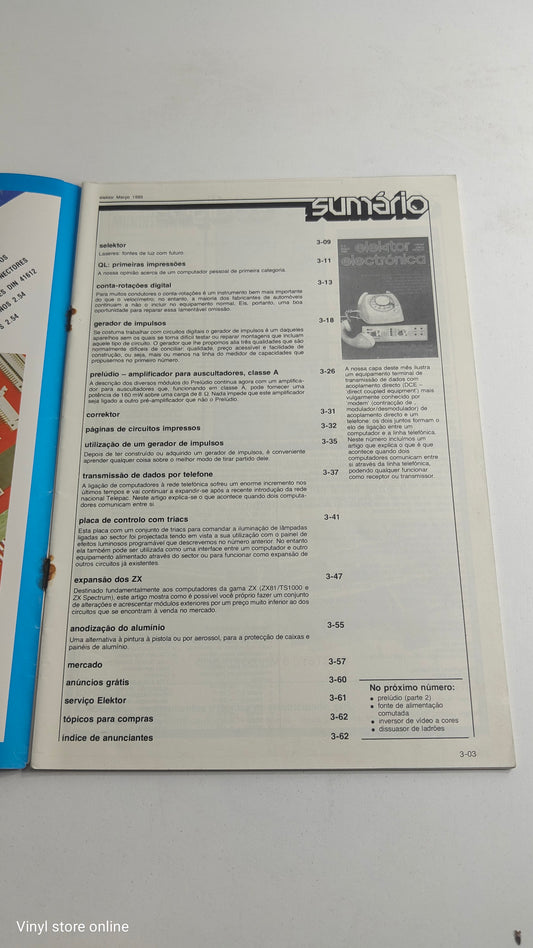 elektor Março 1985
sumário
selektor 3-09
Laseres: fontes de luz com futuro.
QL: primeiras impressões 3-11
A nossa opinião acerca de um computador pessoal de primeira categoria.
conta-rotações digital 3-13
Para muitos condutores o conta-rotações é um instrumento bem mais importante
do que o velocímetro; no entanto, a maioria dos fabricantes de automóveis
continuam a não o incluir no equipamento normal. Eis, portanto, uma boa
oportunidade para reparar essa lamentável omissão.
gerador de impulsos 3-18
Se costuma trabalhar com circuitos digitais o gerador de impulsos é um daqueles
aparelhos sem os quais se torna difícil testar ou reparar montagens que incluam
aquele tipo de circuito. O gerador que lhe propomos alia três qualidades que são
normalmente difíceis de conciliar: qualidade, preço acessível e facilidade de
construção, ou seja, mais ou menos na linha do medidor de capacidades que
propusemos no primeiro número.
prelúdio – amplificador para auscultadores, classe A 3-26
A descrição dos diversos módulos do Prelúdio continua agora com um amplifica-
dor para auscultadores que, funcionando em classe A, pode fornecer uma
potência de 160 mW sobre uma carga de 8 Ω. Nada impede que este amplificador
seja ligado a outro pré-amplificador que não o Prelúdio.
correktor 3-31
páginas de circuitos impressos 3-32
utilização de um gerador de impulsos 3-35
Depois de ter construído ou adquirido um gerador de impulsos, é conveniente
aprender qualquer coisa sobre o melhor modo de tirar partido dele.
transmissão de dados por telefone 3-37
A ligação de computadores à rede telefónica sofreu um enorme incremento nos
últimos tempos e vai continuar a expandir-se após a recente introdução da rede
nacional Telepac. Neste artigo explica-se o que acontece quando dois computa-
dores comunicam entre si.
placa de controlo com triacs 3-41
Esta placa com um conjunto de triacs para comandar a iluminação de lâmpadas
ligadas ao sector foi projectada tendo em vista a sua utilização com o painel de
efeitos luminosos programável que descrevemos no número anterior. No entanto
ela também pode ser utilizada como uma interface entre um computador e outro
equipamento alimentado através do sector ou para funcionar como expansão de
outros circuitos já existentes.
expansão dos ZX 3-47
Destinado fundamentalmente aos computadores da gama ZX (ZX81/TS1000 e
ZX Spectrum), este artigo mostra como é possível você próprio fazer um conjunto
de alterações e acrescentar módulos exteriores por um preço muito inferior ao dos
circuitos que se encontram à venda no mercado.
anodização do alumínio 3-55
Uma alternativa à pintura à pistola ou por aerossol, para a protecção de caixas e
painéis de alumínio.
mercado 3-57
anúncios grátis 3-60
serviço Elektor 3-61
tópicos para compras 3-62
índice de anunciantes 3-62
elektor
electrónica
A nossa capa deste mês ilustra
um equipamento terminal de
transmissão de dados com
acoplamento directo (DCE –
'direct coupled equipment') mais
vulgarmente conhecido por
'modem' (contracção de
modulador/desmodulador) de
acoplamento directo e um
telefone: os dois juntos formam o
elo de ligação entre um
computador e a linha telefónica.
Neste número incluímos um
artigo que explica o que é que
acontece quando dois
computadores comunicam entre
si através da linha telefónica,
podendo qualquer funcionar
como receptor ou transmissor.
No próximo número:
● prelúdio (parte 2)
● fonte de alimentação
comutada
● inversor de vídeo a cores
● dissuasor de ladrões
3-03
OS
NECTORES
ES DIN 41612
HOS 2.54
S 2.54
Vinyl store online